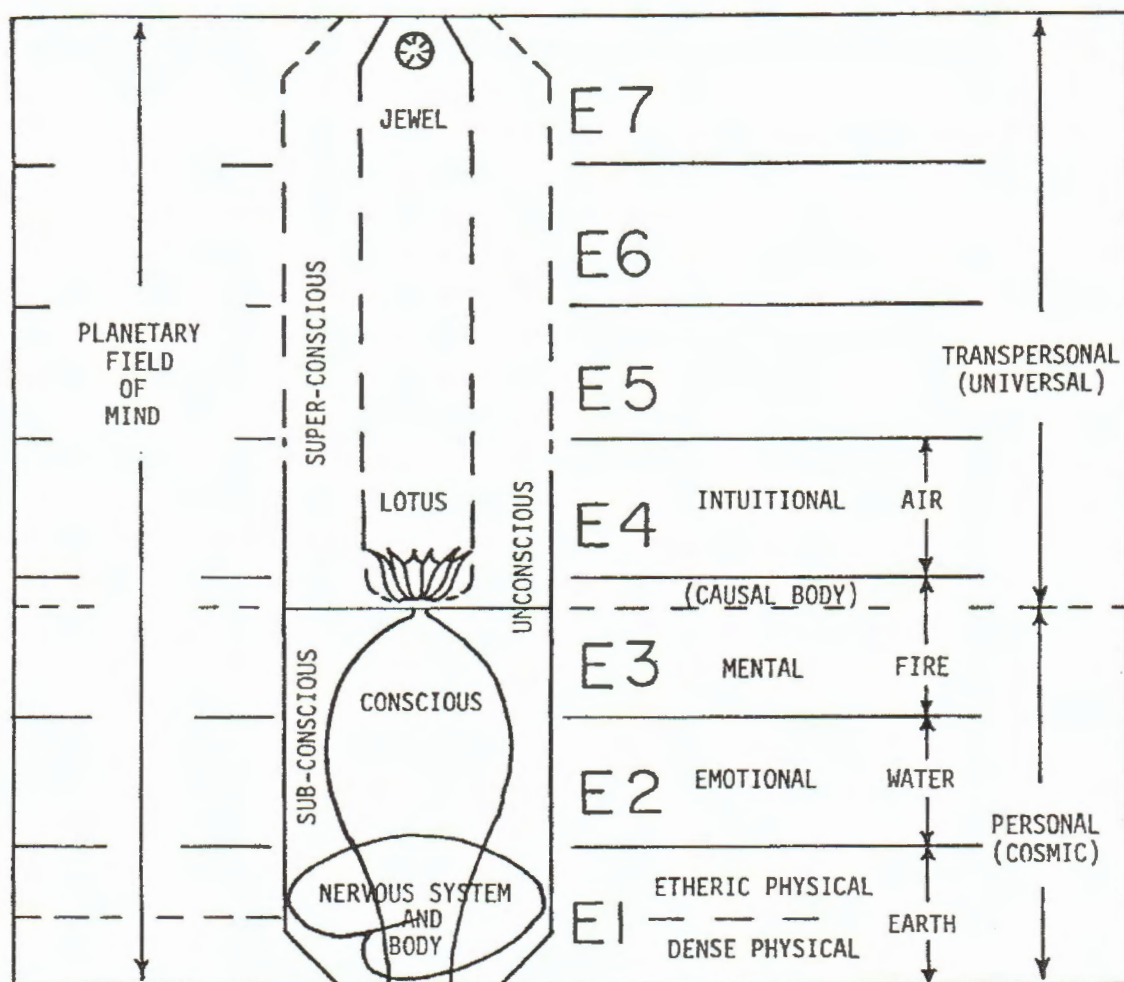 JEWEL
E7
E6
SUPER-CONSCIOUS
PLANETARY
FIELD
OF
MIND
TRANSPERSONAL
(UNIVERSAL)
E5
LOTUS
UNCONSCIOUS
E4
INTUITIONAL
AIR
(CAUSAL BODY)
SUB-CONSCIOUS
CONSCIOUS
E3
MENTAL
FIRE
E2
EMOTIONAL
WATER
PERSONAL
(COSMIC)
NERVOUS SYSTEM
AND
BODY
E1
ETHERIC PHYSICAL
DENSE PHYSICAL
EARTH